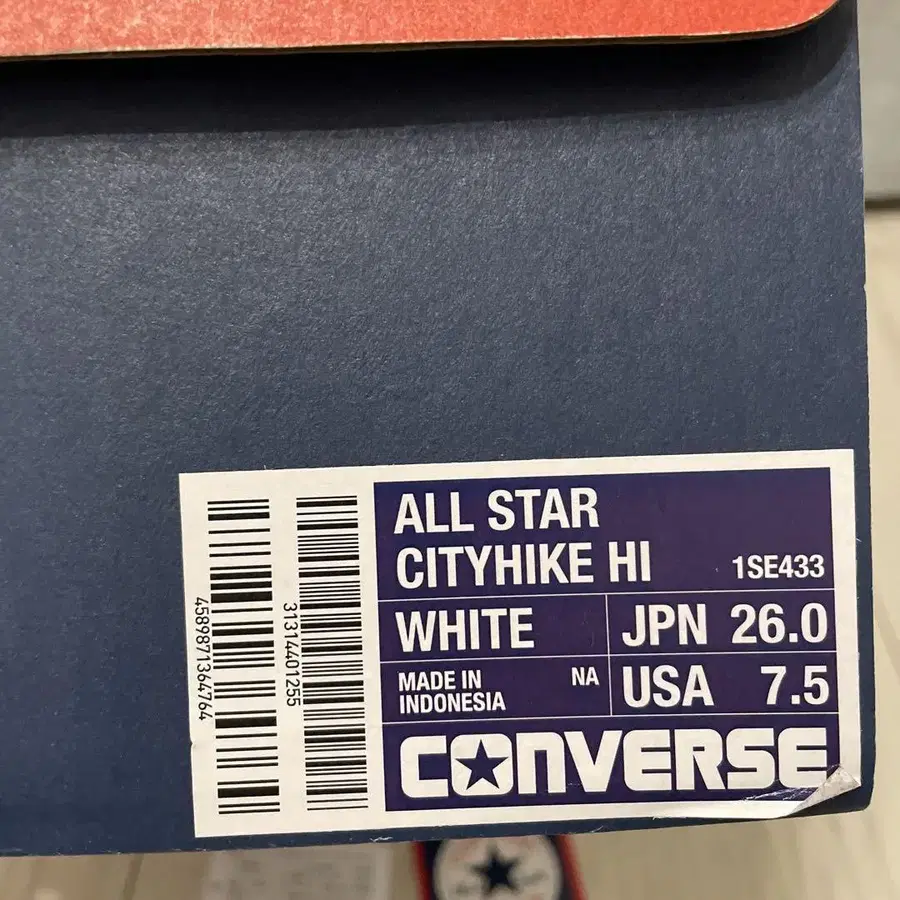 ALL STAR
CITYHIKE HI 1SE433
WHITE JPN 26.0
MADE IN INDONESIA NA USA 7.5
CONVERSE
4589871364764
31314401255